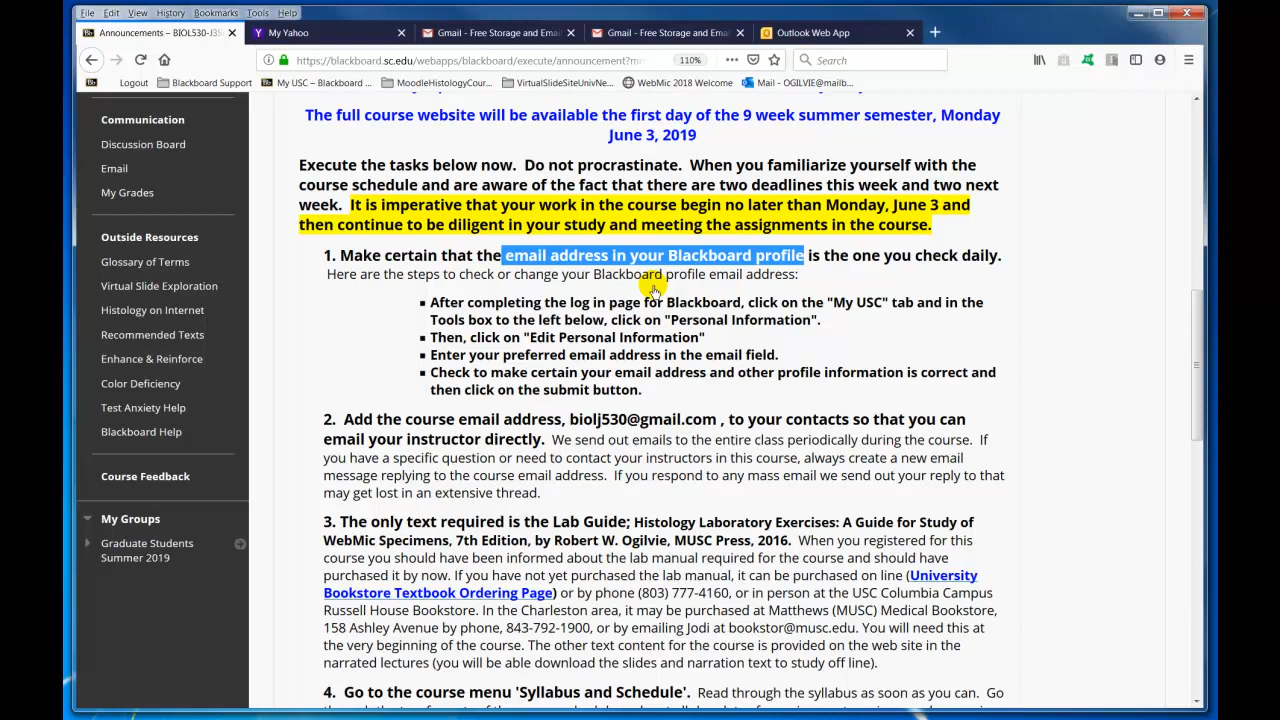 File Edit View History Bookmarks Tools Help
Announcements – BIOL530-J3S
My Yahoo
Gmail - Free Storage and Emai
Gmail - Free Storage and Emai
Outlook Web App
https://blackboard.sc.edu/webapps/blackboard/execute/announcement?m
110%
Search
Logout
Blackboard Support
My USC – Blackboard ...
MoodleHistologyCour...
VirtualSlideSiteUnivNe...
WebMic 2018 Welcome
Mail - OGILVIE@mailb...
Communication
Discussion Board
Email
My Grades
Outside Resources
Glossary of Terms
Virtual Slide Exploration
Histology on Internet
Recommended Texts
Enhance & Reinforce
Color Deficiency
Test Anxiety Help
Blackboard Help
Course Feedback
My Groups
Graduate Students
Summer 2019
The full course website will be available the first day of the 9 week summer semester, Monday
June 3, 2019
Execute the tasks below now. Do not procrastinate. When you familiarize yourself with the
course schedule and are aware of the fact that there are two deadlines this week and two next
week. It is imperative that your work in the course begin no later than Monday, June 3 and
then continue to be diligent in your study and meeting the assignments in the course.
1. Make certain that the email address in your Blackboard profile is the one you check daily.
Here are the steps to check or change your Blackboard profile email address:
▪ After completing the log in page for Blackboard, click on the "My USC" tab and in the
Tools box to the left below, click on "Personal Information".
▪ Then, click on "Edit Personal Information"
▪ Enter your preferred email address in the email field.
▪ Check to make certain your email address and other profile information is correct and
then click on the submit button.
2. Add the course email address, biolj530@gmail.com , to your contacts so that you can
email your instructor directly. We send out emails to the entire class periodically during the course. If
you have a specific question or need to contact your instructors in this course, always create a new email
message replying to the course email address. If you respond to any mass email we send out your reply to that
may get lost in an extensive thread.
3. The only text required is the Lab Guide; Histology Laboratory Exercises: A Guide for Study of
WebMic Specimens, 7th Edition, by Robert W. Ogilvie, MUSC Press, 2016. When you registered for this
course you should have been informed about the lab manual required for the course and should have
purchased it by now. If you have not yet purchased the lab manual, it can be purchased on line (University
Bookstore Textbook Ordering Page) or by phone (803) 777-4160, or in person at the USC Columbia Campus
Russell House Bookstore. In the Charleston area, it may be purchased at Matthews (MUSC) Medical Bookstore,
158 Ashley Avenue by phone, 843-792-1900, or by emailing Jodi at bookstor@musc.edu. You will need this at
the very beginning of the course. The other text content for the course is provided on the web site in the
narrated lectures (you will be able download the slides and narration text to study off line).
4. Go to the course menu 'Syllabus and Schedule'. Read through the syllabus as soon as you can. Go